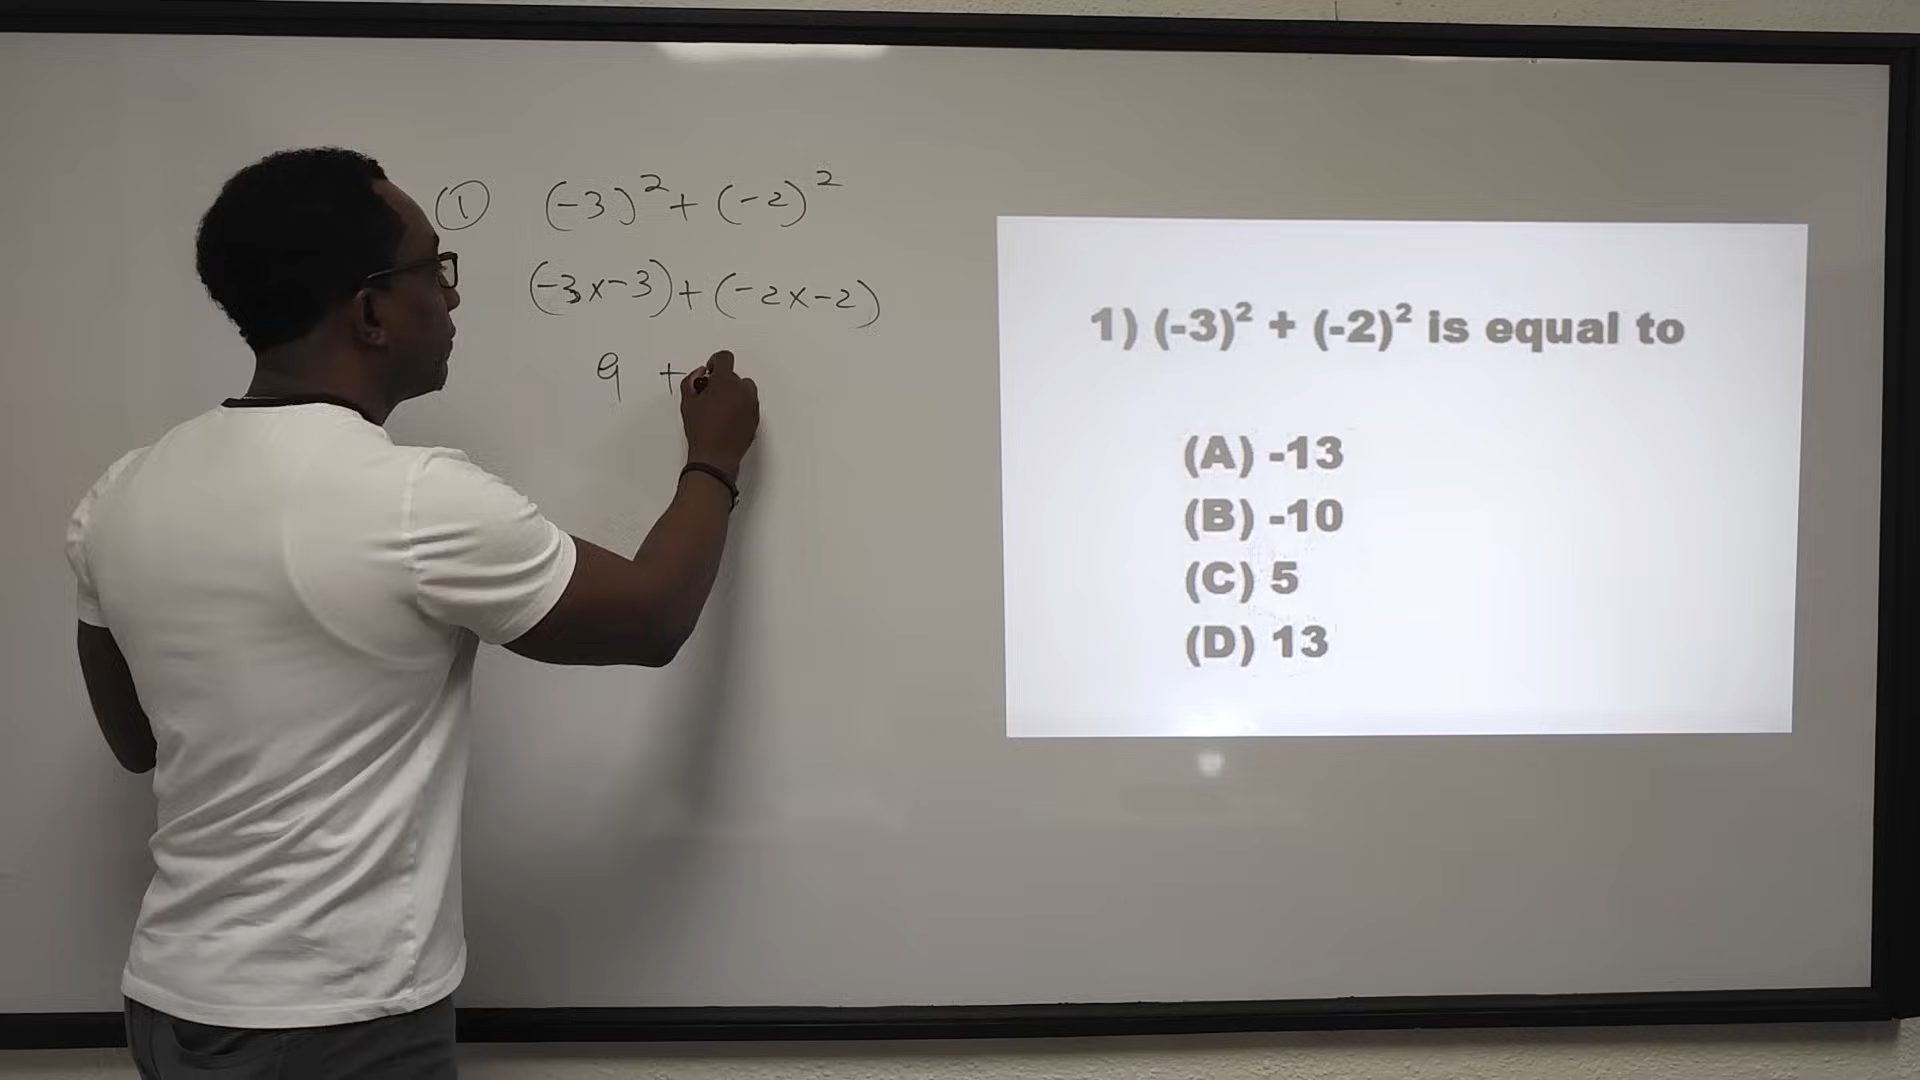 ① (-3)² + (-2)²
(-3x-3) + (-2x-2)
9 +
1) (-3)² + (-2)² is equal to
(A) -13
(B) -10
(C) 5
(D) 13